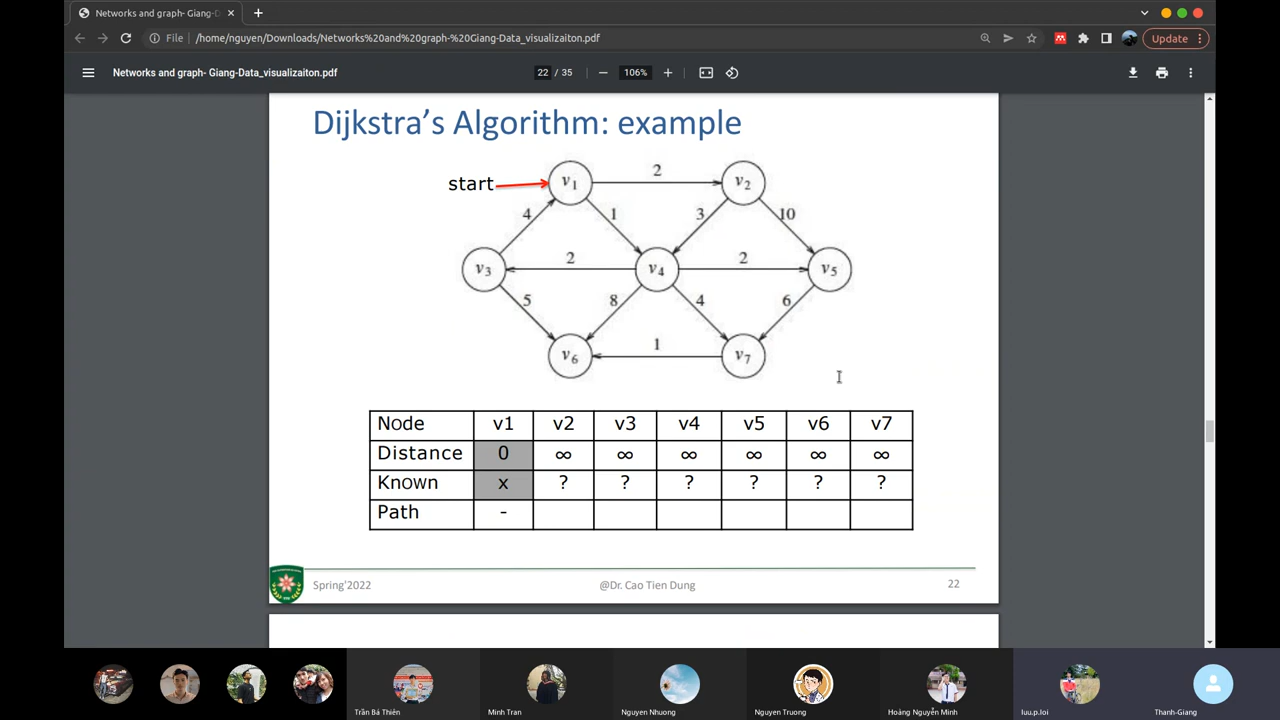 Networks and graph- Giang-D
File
/home/nguyen/Downloads/Networks%20and%20graph-%20Giang-Data_visualizaiton.pdf
Update
Networks and graph- Giang-Data_visualizaiton.pdf
22 / 35
106%
Dijkstra's Algorithm: example
start
v1
2
v2
4
1
3
10
v3
2
v4
2
v5
5
8
4
6
v6
1
v7
Node v1 v2 v3 v4 v5 v6 v7
Distance 0 ∞ ∞ ∞ ∞ ∞ ∞
Known x ? ? ? ? ? ?
Path -
Spring'2022
@Dr. Cao Tien Dung
22
Trần Bá Thiên
Minh Tran
Nguyen Nhuong
Nguyen Truong
Hoàng Nguyễn Minh
luu.p.loi
Thanh-Giang